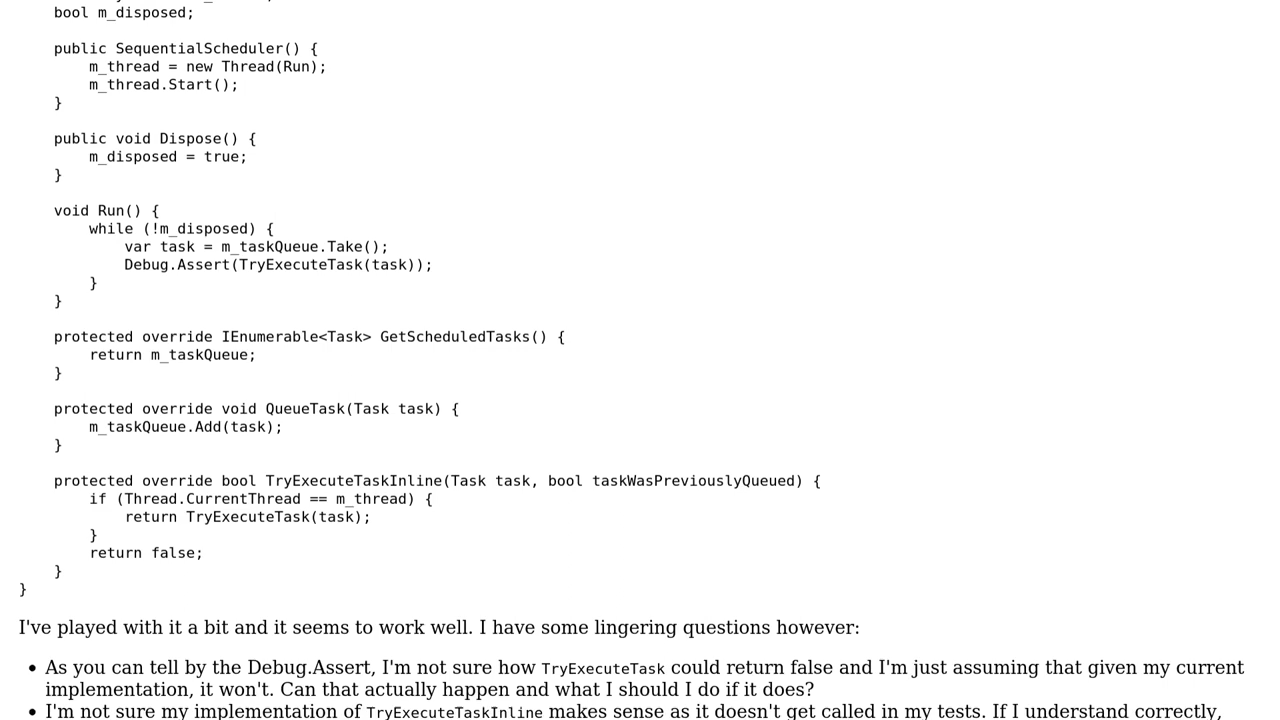 bool m_disposed;
public SequentialScheduler() {
m_thread = new Thread(Run);
m_thread.Start();
}
public void Dispose() {
m_disposed = true;
}
void Run() {
while (!m_disposed) {
var task = m_taskQueue.Take();
Debug.Assert(TryExecuteTask(task));
}
}
protected override IEnumerable<Task> GetScheduledTasks() {
return m_taskQueue;
}
protected override void QueueTask(Task task) {
m_taskQueue.Add(task);
}
protected override bool TryExecuteTaskInline(Task task, bool taskWasPreviouslyQueued) {
if (Thread.CurrentThread == m_thread) {
return TryExecuteTask(task);
}
return false;
}
}
I've played with it a bit and it seems to work well. I have some lingering questions however:
• As you can tell by the Debug.Assert, I'm not sure how TryExecuteTask could return false and I'm just assuming that given my current
implementation, it won't. Can that actually happen and what I should I do if it does?
• I'm not sure my implementation of TryExecuteTaskInline makes sense as it doesn't get called in my tests. If I understand correctly,